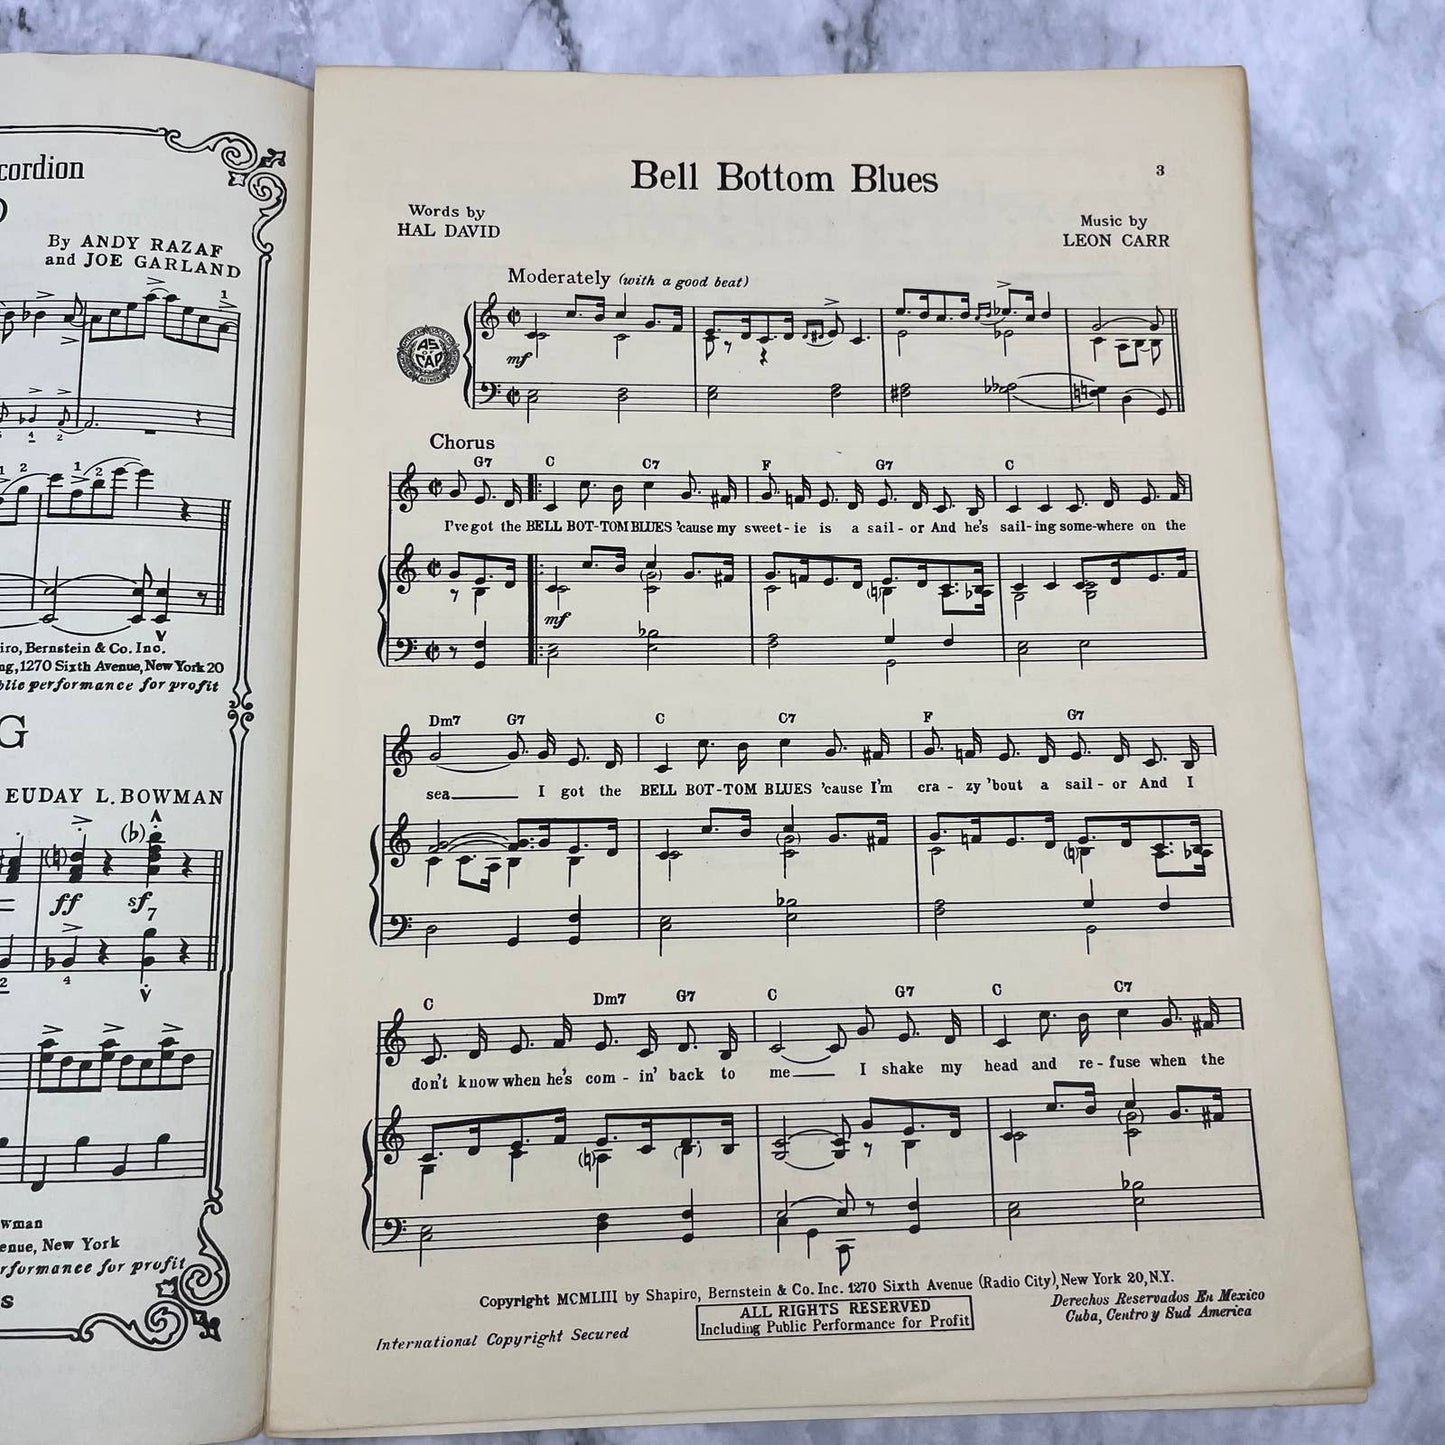 cordion
By ANDY RAZAF
and JOE GARLAND
Bernstein & Co. Inc.
1270 Sixth Avenue, New York 20
performance for profit
G
EUDAY L. BOWMAN
(b)
ff
sf
New York
for profit
3
Bell Bottom Blues
Words by
HAL DAVID
Music by
LEON CARR
Moderately (with a good beat)
AS
CAP
mf
Chorus
G7 C C7 F G7 C
I've got the BELL BOT-TOM BLUES 'cause my sweet-ie is a sail-or And he's sail-ing some-where on the
mf
Dm7 G7 C C7 F G7
sea I got the BELL BOT-TOM BLUES 'cause I'm cra-zy 'bout a sail-or And I
C Dm7 G7 C G7 C C7
don't know when he's com-in' back to me I shake my head and re-fuse when the
Copyright MCMLIII by Shapiro, Bernstein & Co. Inc. 1270 Sixth Avenue (Radio City), New York 20, N.Y.
International Copyright Secured
ALL RIGHTS RESERVED
Including Public Performance for Profit
Derechos Reservados En Mexico
Cuba, Centro y Sud America